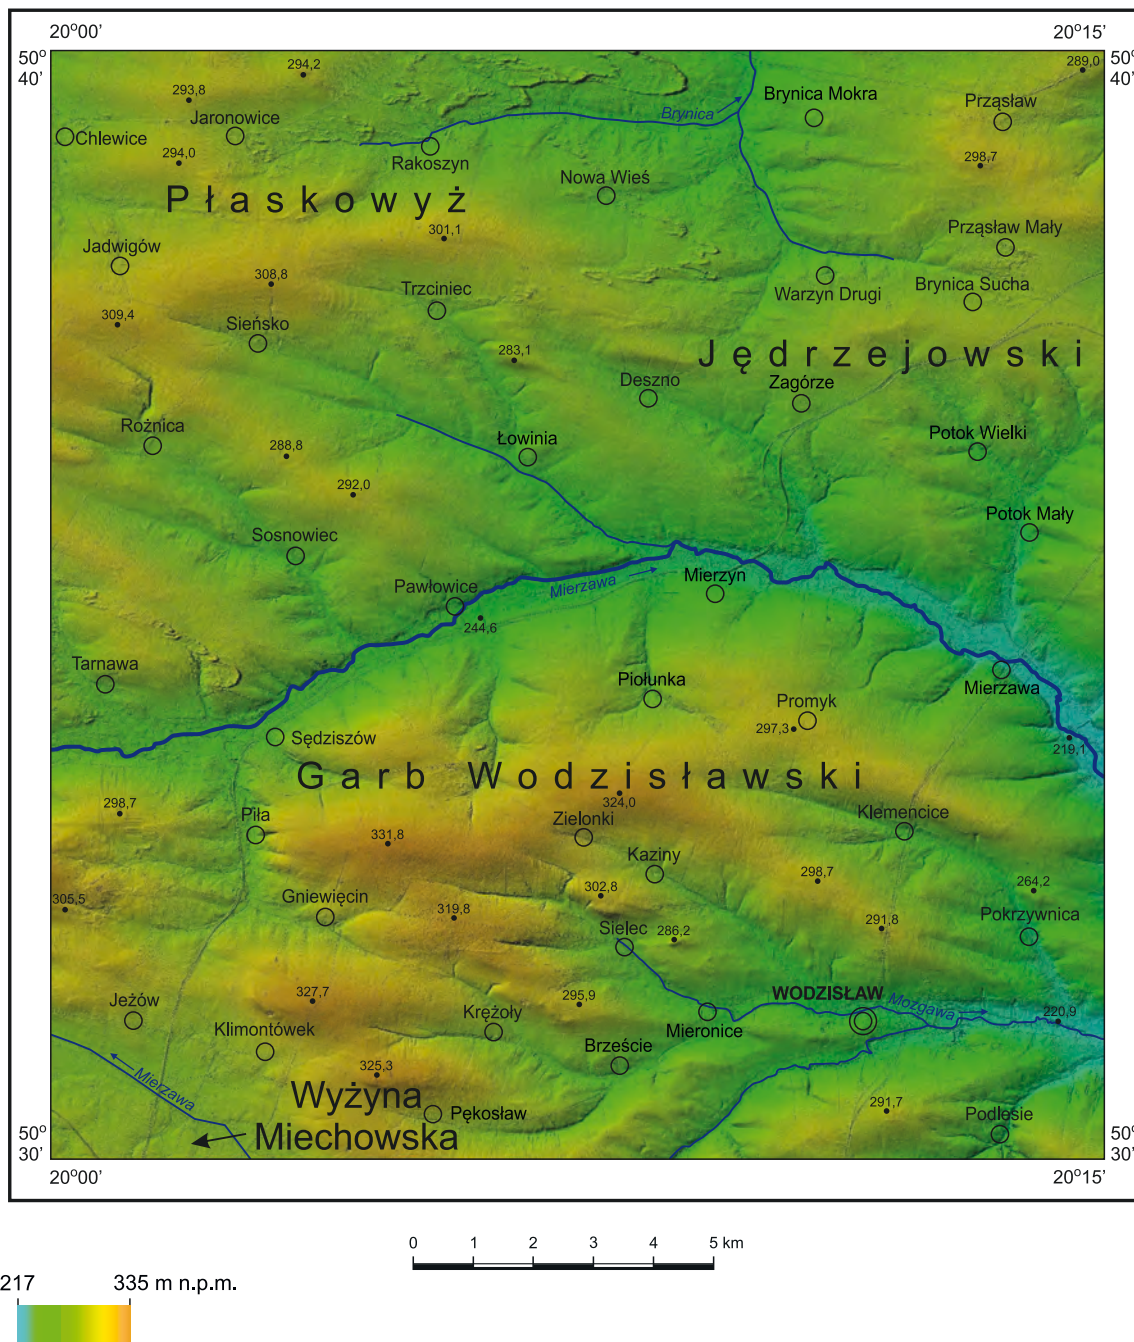 20°00'
20°15'
50°
40'
50°
40'
294,2
289,0
293,8
Brynica
Brynica Mokra
Prząsław
Jaronowice
Chlewice
Rakoszyn
294,0
298,7
Nowa Wieś
Płaskowyż
301,1
Prząsław Mały
Jadwigów
308,8
Trzciniec
Warzyn Drugi
Brynica Sucha
309,4
Sieńsko
283,1
Jędrzejowski
Deszno
Zagórze
Rożnica
Łowinia
Potok Wielki
288,8
292,0
Potok Mały
Sosnowiec
Pawłowice
Mierzawa
Mierzyn
244,6
Tarnawa
Piołunka
Mierzawa
Promyk
297,3
Sędziszów
219,1
Garb Wodzisławski
298,7
324,0
Piła
Zielonki
Klemencice
331,8
Kaziny
302,8
298,7
264,2
305,5
Gniewięcin
319,8
291,8
Pokrzywnica
Sielec
286,2
327,7
295,9
WODZISŁAW
Mozgawa
220,9
Jeżów
Klimontówek
Krężoły
Mieronice
Brzeście
Mierzawa
325,3
Wyżyna
Miechowska
Pękosław
291,7
Podlesie
50°
30'
50°
30'
20°00'
20°15'
0 1 2 3 4 5 km
217 335 m n.p.m.